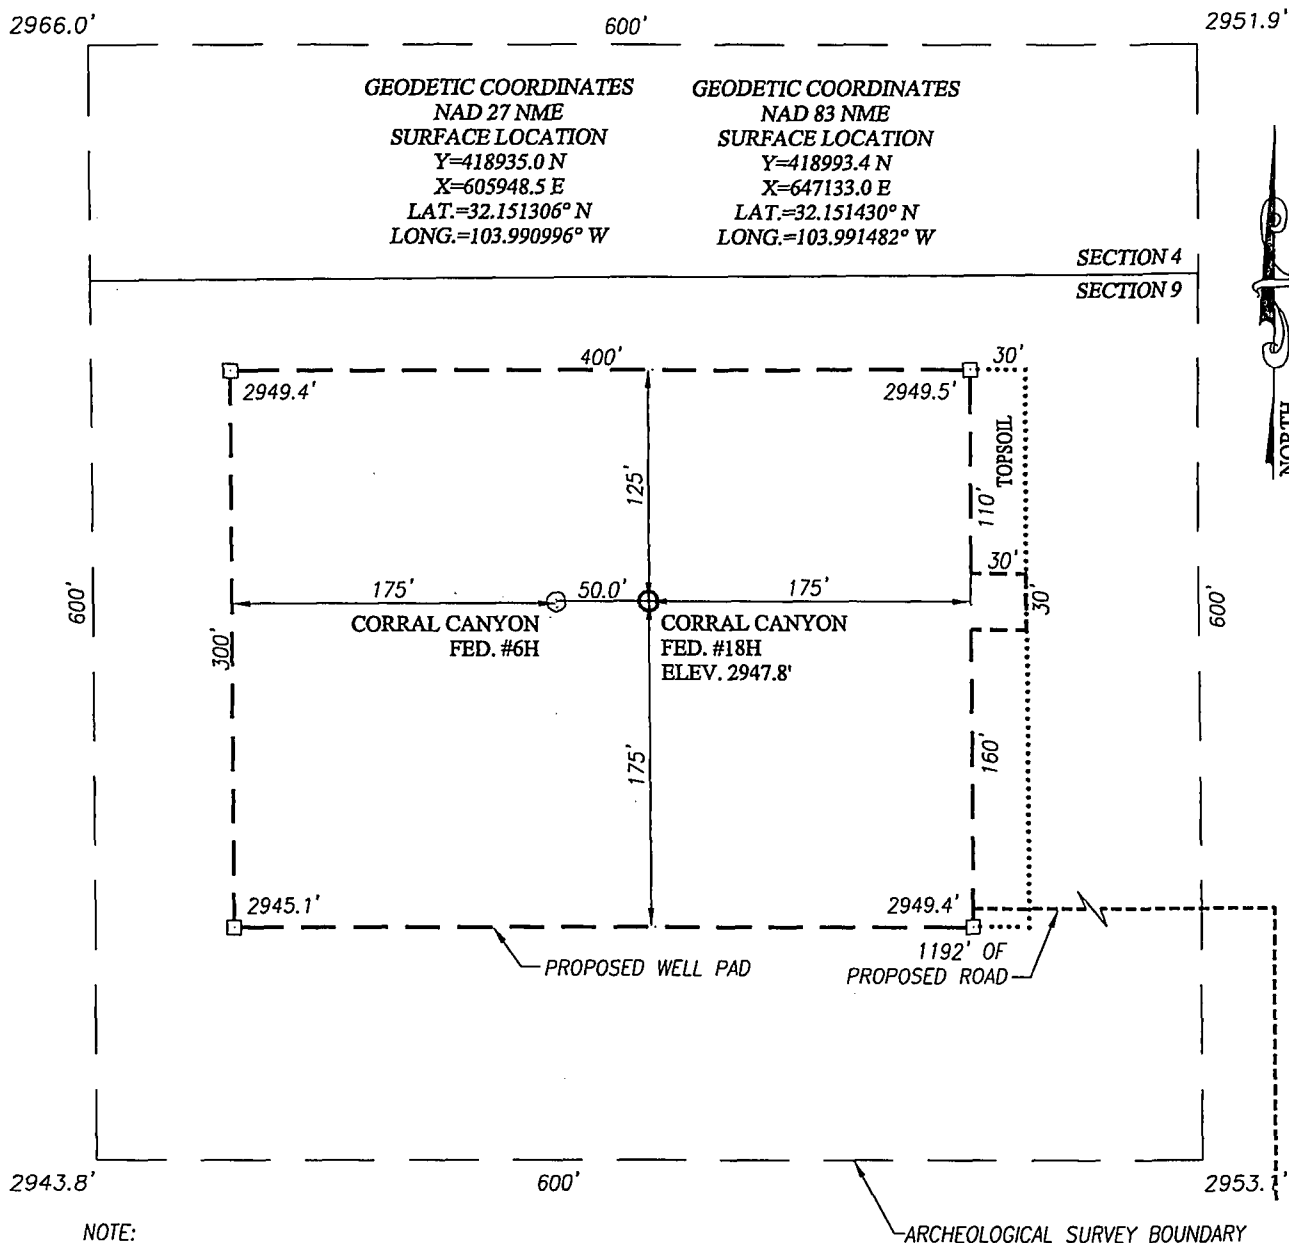 2966.0'
600'
2951.9'
GEODETIC COORDINATES
NAD 27 NME
SURFACE LOCATION
Y=418935.0 N
X=605948.5 E
LAT.=32.151306° N
LONG.=103.990996° W
GEODETIC COORDINATES
NAD 83 NME
SURFACE LOCATION
Y=418993.4 N
X=647133.0 E
LAT.=32.151430° N
LONG.=103.991482° W
SECTION 4
SECTION 9
NORTH
400'
30'
2949.4'
2949.5'
TOPSOIL
125'
110'
30'
30'
600'
175'
50.0'
175'
600'
CORRAL CANYON
FED. #6H
CORRAL CANYON
FED. #18H
ELEV. 2947.8'
300'
175'
160'
2945.1'
2949.4'
PROPOSED WELL PAD
1192' OF
PROPOSED ROAD
2943.8'
600'
2953.1'
NOTE:
ARCHEOLOGICAL SURVEY BOUNDARY